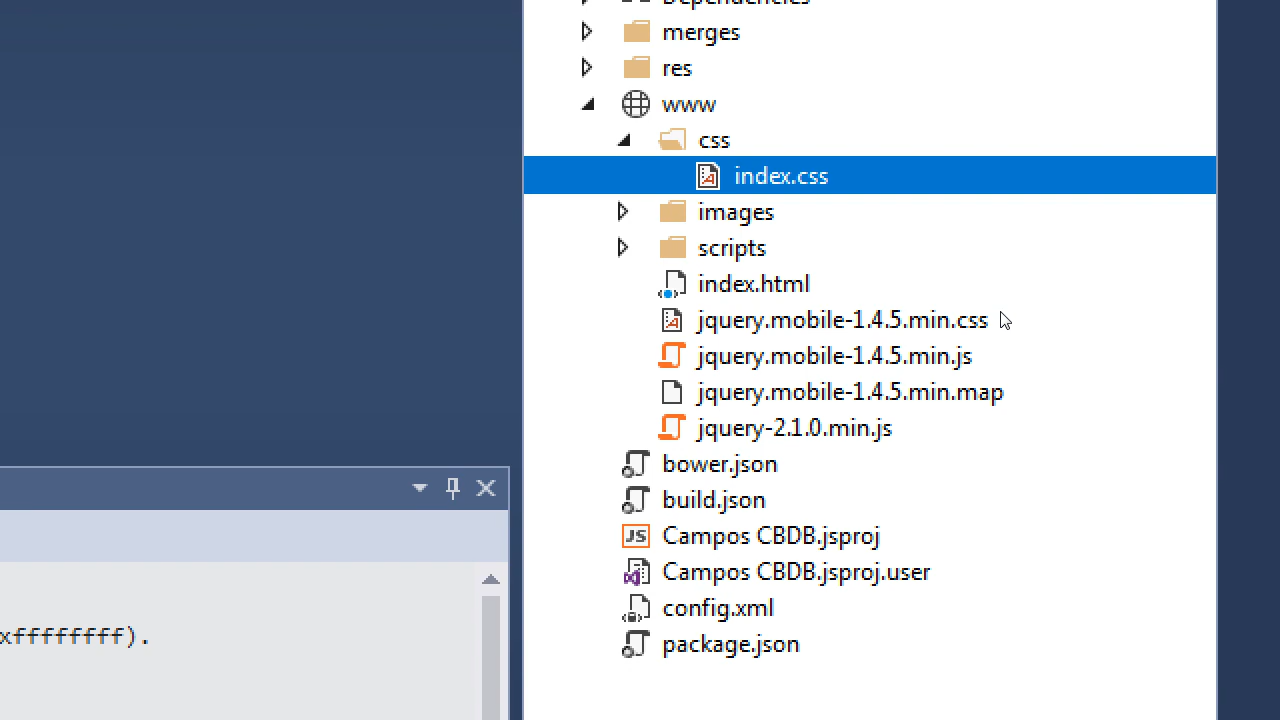 Dependencies
merges
res
www
css
index.css
images
scripts
index.html
jquery.mobile-1.4.5.min.css
jquery.mobile-1.4.5.min.js
jquery.mobile-1.4.5.min.map
jquery-2.1.0.min.js
bower.json
build.json
JS Campos CBDB.jsproj
Campos CBDB.jsproj.user
config.xml
package.json
xffffffff).